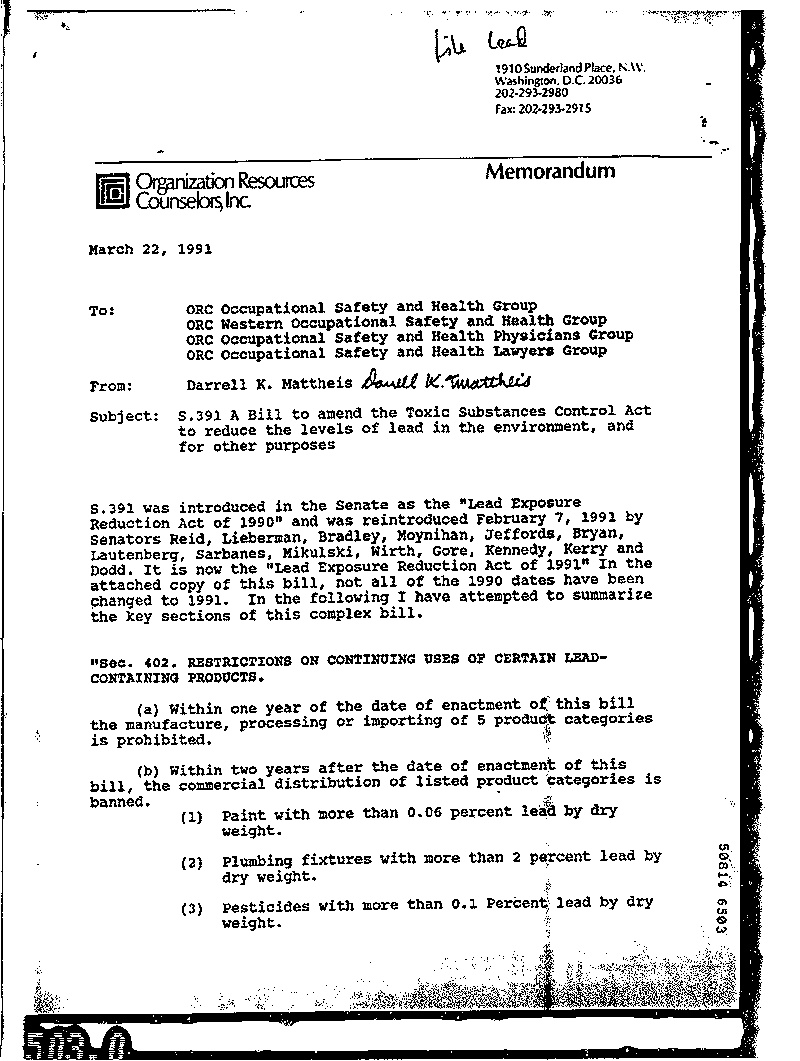 file Lead
1910 Sunderland Place, N.W.
Washington, D.C. 20036
202-293-2980
Fax: 202-293-2915
Memorandum
Organization Resources
Counselors, Inc.
March 22, 1991
To: ORC Occupational Safety and Health Group
ORC Western Occupational Safety and Health Group
ORC Occupational Safety and Health Physicians Group
ORC Occupational Safety and Health Lawyers Group
From: Darrell K. Mattheis Darrell K. Mattheis
Subject: S.391 A Bill to amend the Toxic Substances Control Act
to reduce the levels of lead in the environment, and
for other purposes
S.391 was introduced in the Senate as the "Lead Exposure
Reduction Act of 1990" and was reintroduced February 7, 1991 by
Senators Reid, Lieberman, Bradley, Moynihan, Jeffords, Bryan,
Lautenberg, Sarbanes, Mikulski, Wirth, Gore, Kennedy, Kerry and
Dodd. It is now the "Lead Exposure Reduction Act of 1991" In the
attached copy of this bill, not all of the 1990 dates have been
changed to 1991. In the following I have attempted to summarize
the key sections of this complex bill.
"Sec. 402. RESTRICTIONS ON CONTINUING USES OF CERTAIN LEAD-
CONTAINING PRODUCTS.
(a) Within one year of the date of enactment of this bill
the manufacture, processing or importing of 5 product categories
is prohibited.
(b) Within two years after the date of enactment of this
bill, the commercial distribution of listed product categories is
banned.
(1) Paint with more than 0.06 percent lead by dry
weight.
(2) Plumbing fixtures with more than 2 percent lead by
dry weight.
(3) Pesticides with more than 0.1 Percent lead by dry
weight.
50814 6503
503.0